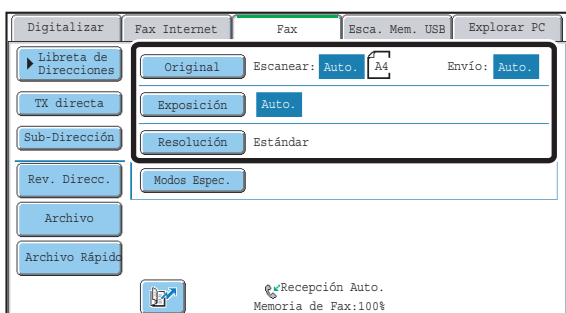 Digitalizar Fax Internet Fax Esca. Mem. USB Explorar PC
Libreta de Direcciones
Original Escanear: Auto. A4 Envío: Auto.
TX directa Exposición Auto.
Sub-Dirección Resolución Estándar
Rev. Direcc. Modos Espec.
Archivo
Archivo Rápido
Recepción Auto.
Memoria de Fax:100%